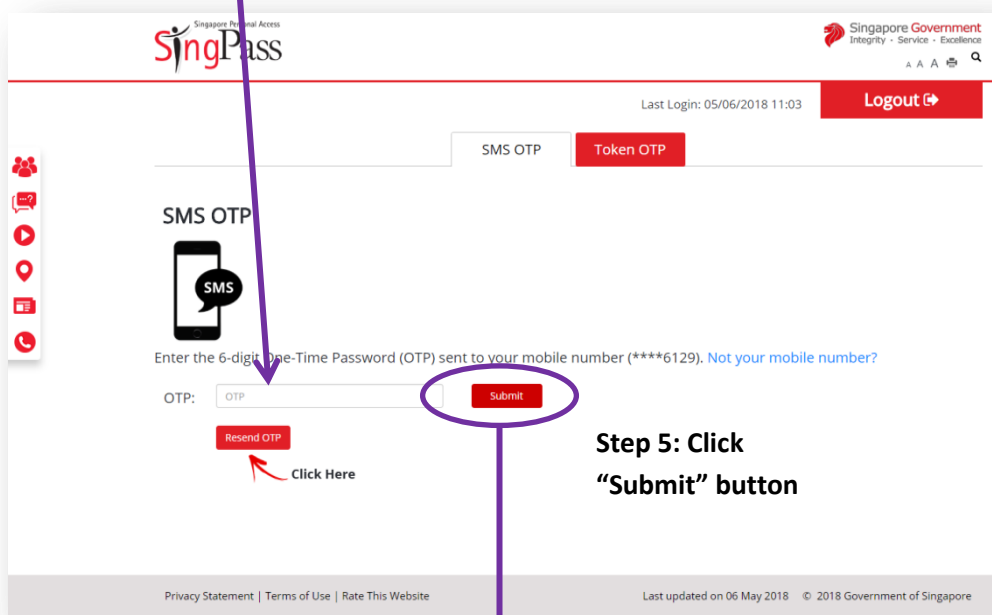 Singapore Personal Access
SingPass
Singapore Government
Integrity · Service · Excellence
A A A
Last Login: 05/06/2018 11:03
Logout
SMS OTP
Token OTP
SMS OTP
SMS
Enter the 6-digit One-Time Password (OTP) sent to your mobile number (****6129). Not your mobile number?
OTP:
OTP
Submit
Resend OTP
Click Here
Step 5: Click
“Submit” button
Privacy Statement | Terms of Use | Rate This Website
Last updated on 06 May 2018 © 2018 Government of Singapore